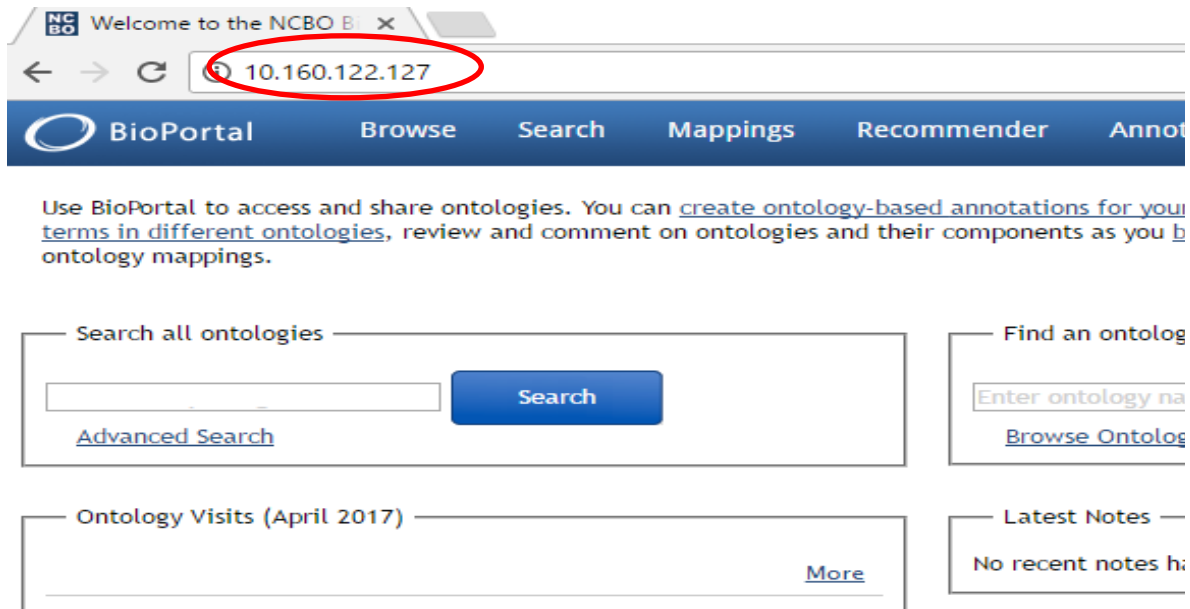 NC
BO Welcome to the NCBO Bi
10.160.122.127
BioPortal Browse Search Mappings Recommender Annot
Use BioPortal to access and share ontologies. You can create ontology-based annotations for your
terms in different ontologies, review and comment on ontologies and their components as you b
ontology mappings.
Search all ontologies
Search
Advanced Search
Find an ontolog
Enter ontology na
Browse Ontolog
Ontology Visits (April 2017)
More
Latest Notes
No recent notes ha